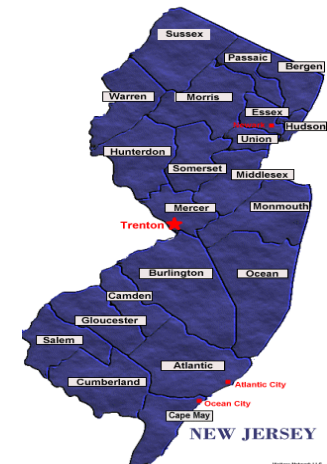 Sussex
Passaic
Bergen
Warren
Morris
Essex
Hudson
Union
Hunterdon
Somerset
Middlesex
Mercer
Monmouth
Trenton
Burlington
Ocean
Camden
Gloucester
Salem
Atlantic
Cumberland
Atlantic City
Ocean City
Cape May
NEW JERSEY